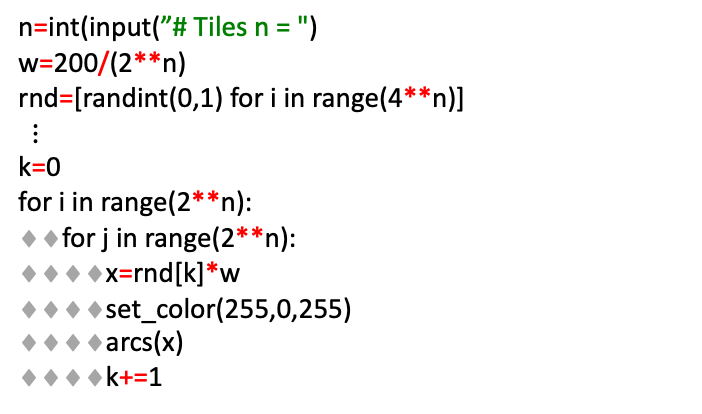 n=int(input(”# Tiles n = ")
w=200/(2**n)
rnd=[randint(0,1) for i in range(4**n)]
⋮
k=0
for i in range(2**n):
♦♦for j in range(2**n):
♦♦♦♦x=rnd[k]*w
♦♦♦♦set_color(255,0,255)
♦♦♦♦arcs(x)
♦♦♦♦k+=1